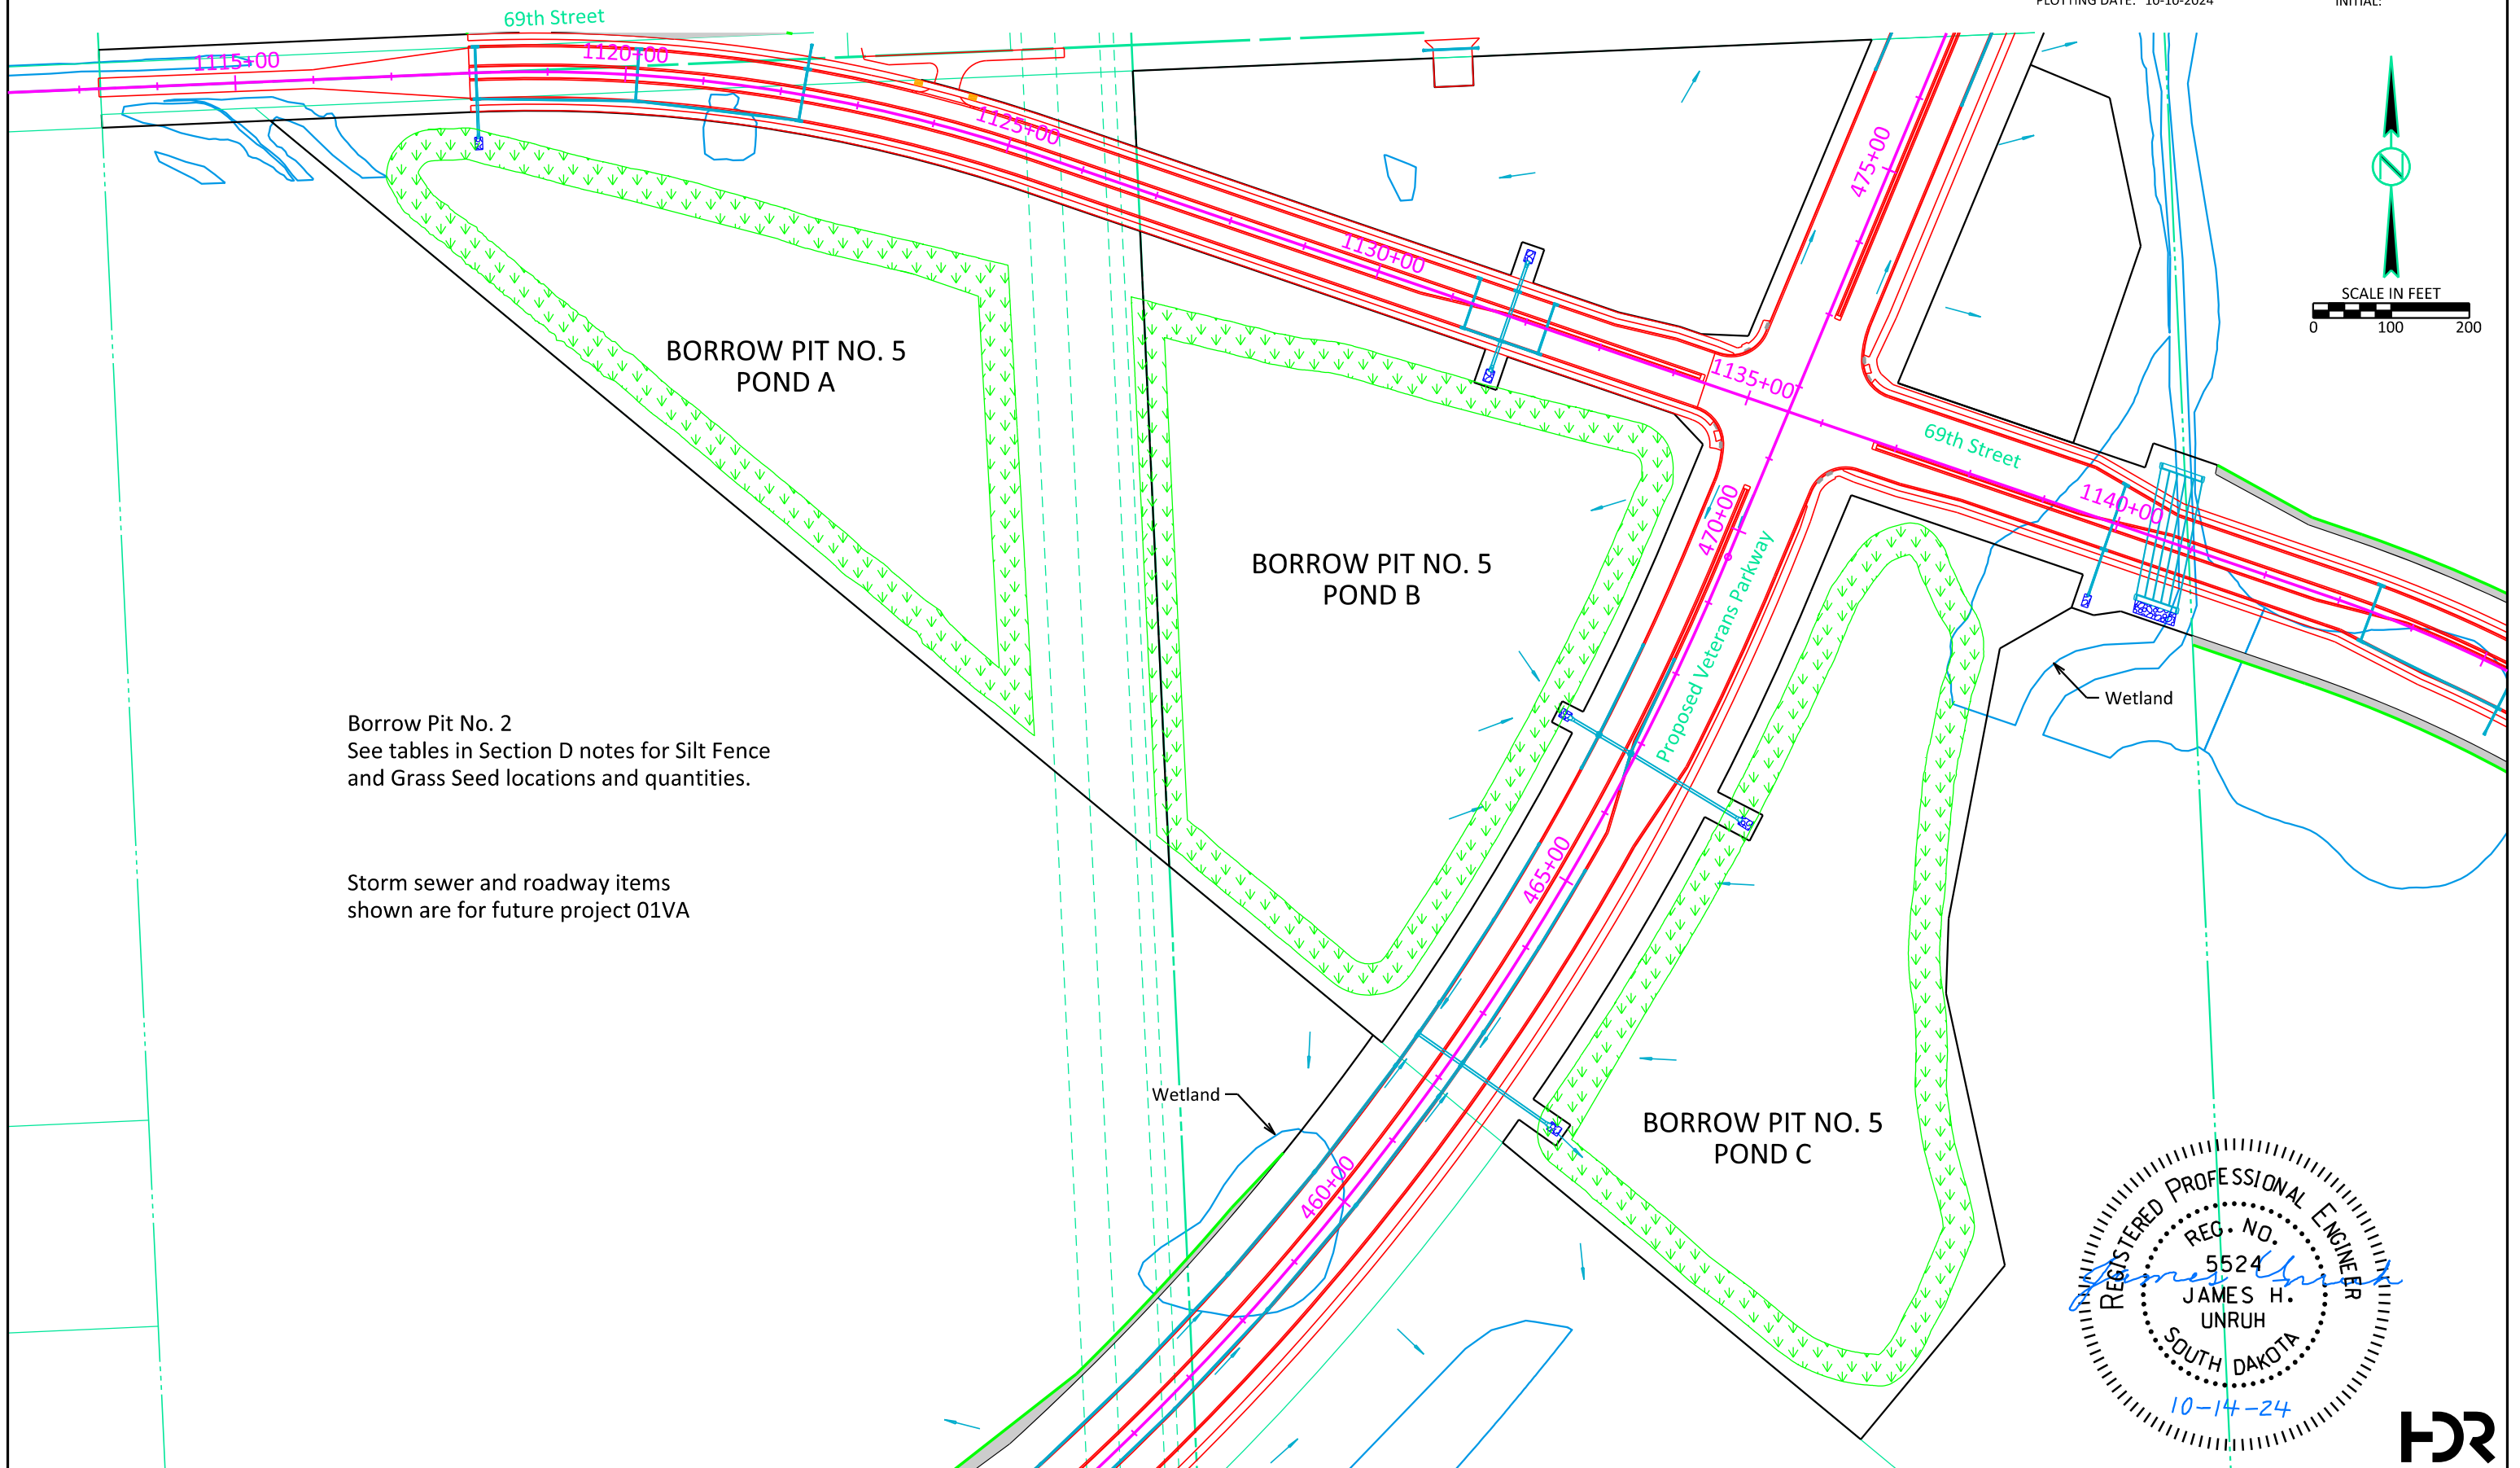 PLOTTING DATE: 10-10-2024
INITIAL:
69th Street
1115+00
1120+00
1125+00
475+00
1130+00
SCALE IN FEET
0 100 200
BORROW PIT NO. 5
POND A
1135+00
69th Street
1140+00
470+00
BORROW PIT NO. 5
POND B
Proposed Veterans Parkway
Wetland
Borrow Pit No. 2
See tables in Section D notes for Silt Fence
and Grass Seed locations and quantities.
465+00
Storm sewer and roadway items
shown are for future project 01VA
Wetland
BORROW PIT NO. 5
POND C
460+00
REGISTERED PROFESSIONAL ENGINEER
REG. NO.
5524
James Unruh
JAMES H.
UNRUH
SOUTH DAKOTA
10-14-24
HDR